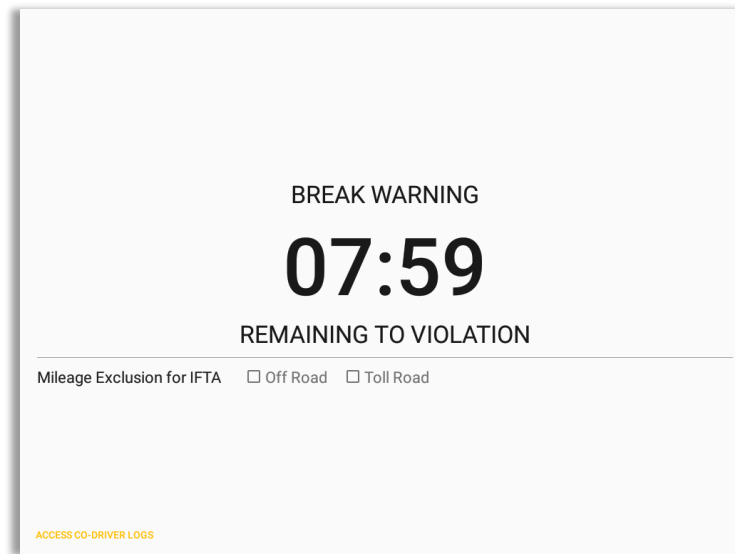 BREAK WARNING
07:59
REMAINING TO VIOLATION
Mileage Exclusion for IFTA Off Road Toll Road
ACCESS CO-DRIVER LOGS